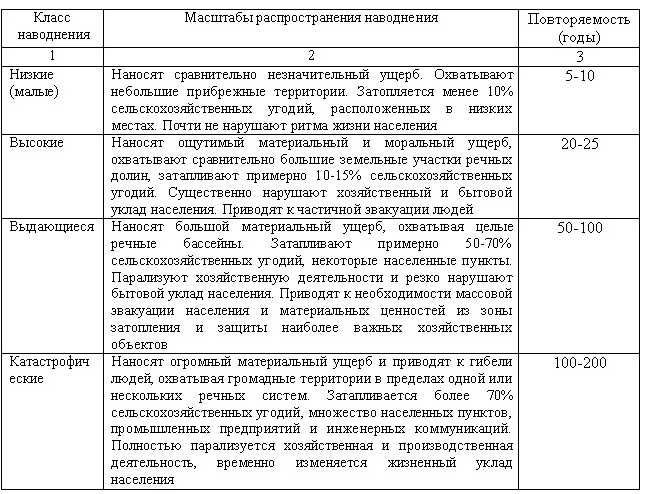 Класс наводнения
Масштабы распространения наводнения
Повторяемость (годы)
1
2
3
Низкие (малые)
Наносят сравнительно незначительный ущерб. Охватывают
небольшие прибрежные территории. Затопляется менее 10%
сельскохозяйственных угодий, расположенных в низких
местах. Почти не нарушают ритма жизни населения
5-10
Высокие
Наносят ощутимый материальный и моральный ущерб,
охватывают сравнительно большие земельные участки речных
долин, затапливают примерно 10-15% сельскохозяйственных
угодий. Существенно нарушают хозяйственный и бытовой
уклад населения. Приводят к частичной эвакуации людей
20-25
Выдающиеся
Наносят большой материальный ущерб, охватывая целые
речные бассейны. Затапливают примерно 50-70%
сельскохозяйственных угодий, некоторые населенные пункты.
Парализуют хозяйственную деятельности и резко нарушают
бытовой уклад населения. Приводят к необходимости массовой
эвакуации населения и материальных ценностей из зоны
затопления и защиты наиболее важных хозяйственных
объектов
50-100
Катастрофич
еские
Наносят огромный материальный ущерб и приводят к гибели
людей, охватывая громадные территории в пределах одной или
нескольких речных систем. Затапливается более 70%
сельскохозяйственных угодий, множество населенных пунктов,
промышленных предприятий и инженерных коммуникаций.
Полностью парализуется хозяйственная и производственная
деятельность, временно изменяется жизненный уклад
населения
100-200